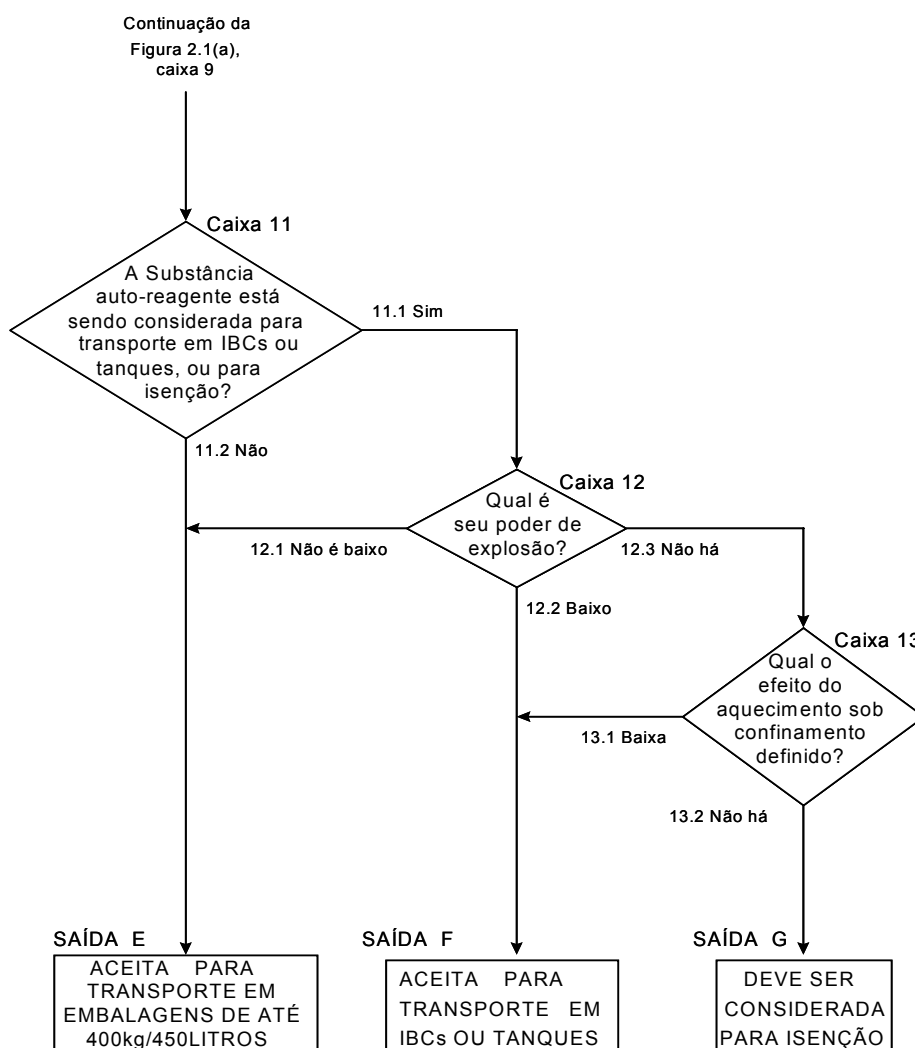 Continuação da
Figura 2.1(a),
caixa 9
Caixa 11
A Substância
auto-reagente está
sendo considerada para
transporte em IBCs ou
tanques, ou para
isenção?
11.1 Sim
11.2 Não
Caixa 12
Qual é
seu poder de
explosão?
12.1 Não é baixo
12.3 Não há
12.2 Baixo
Caixa 13
Qual o
efeito do
aquecimento sob
confinamento
definido?
13.1 Baixa
13.2 Não há
SAÍDA E
ACEITA PARA
TRANSPORTE EM
EMBALAGENS DE ATÉ
400kg/450LITROS
SAÍDA F
ACEITA PARA
TRANSPORTE EM
IBCs OU TANQUES
SAÍDA G
DEVE SER
CONSIDERADA
PARA ISENÇÃO